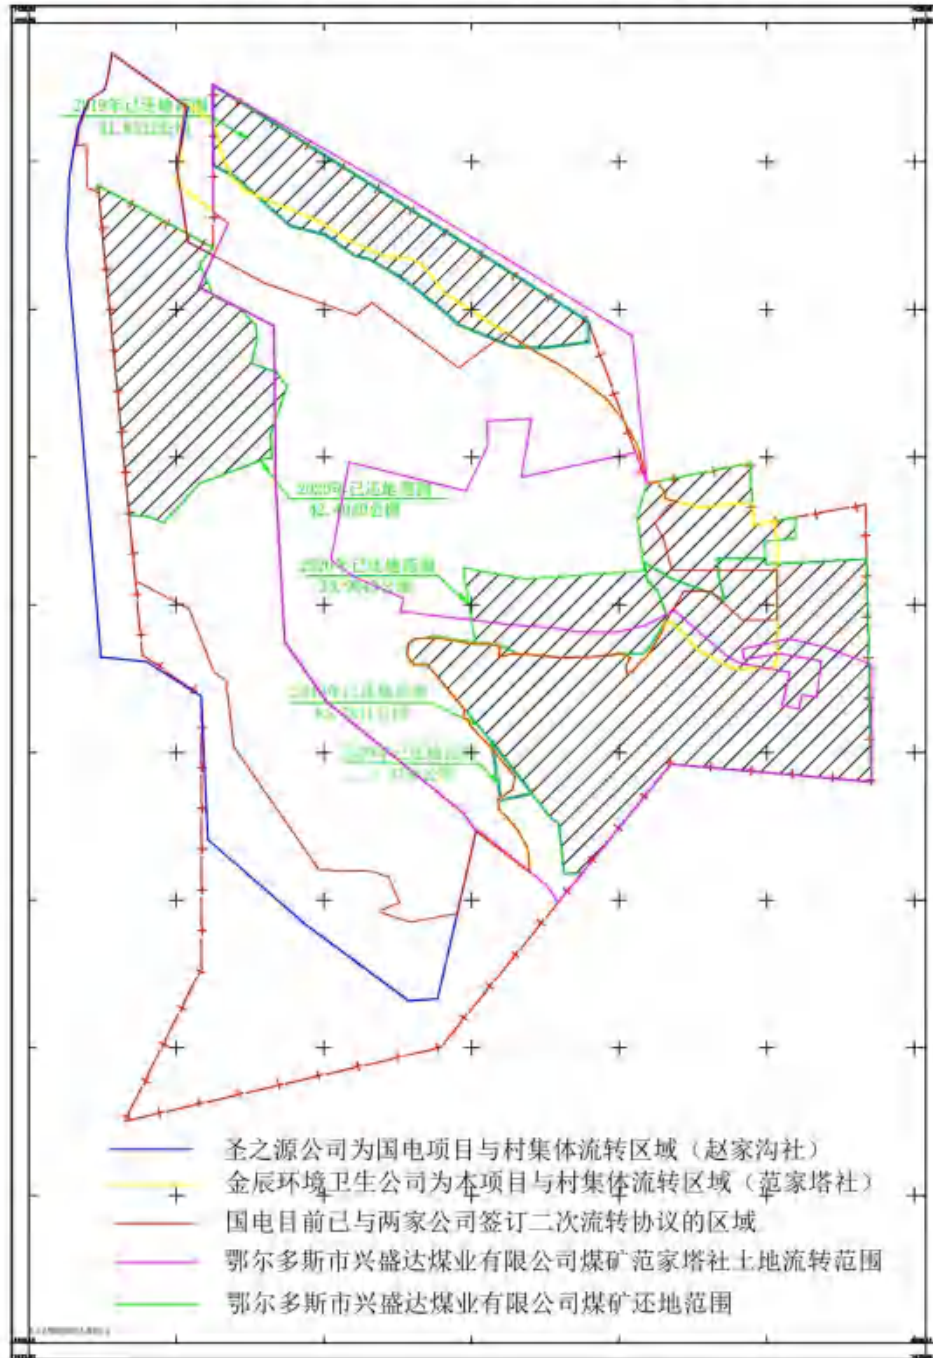 2019年已还地范围
2020年已还地范围
42.4060公顷
2020年已还地范围
2019年已还地范围
圣之源公司为国电项目与村集体流转区域（赵家沟社）
金辰环境卫生公司为本项目与村集体流转区域（范家塔社）
国电目前已与两家公司签订二次流转协议的区域
鄂尔多斯市兴盛达煤业有限公司煤矿范家塔社土地流转范围
鄂尔多斯市兴盛达煤业有限公司煤矿还地范围